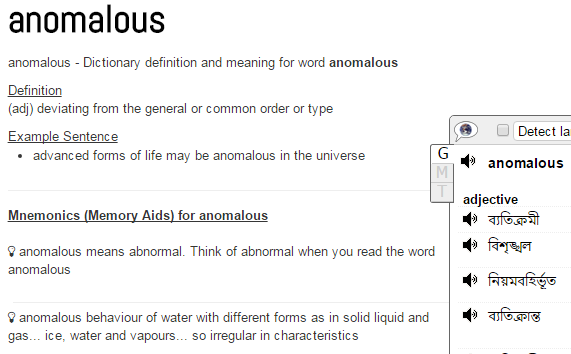 anomalous
anomalous - Dictionary definition and meaning for word anomalous
Definition
(adj) deviating from the general or common order or type
Example Sentence
• advanced forms of life may be anomalous in the universe
Mnemonics (Memory Aids) for anomalous
anomalous means abnormal. Think of abnormal when you read the word
anomalous
anomalous behaviour of water with different forms as in solid liquid and
gas... ice, water and vapours... so irregular in characteristics
Detect la
G
M
T
anomalous
adjective
ব্যতিক্রমী
বিশৃঙ্খল
নিয়মবহির্ভূত
ব্যতিক্রান্ত